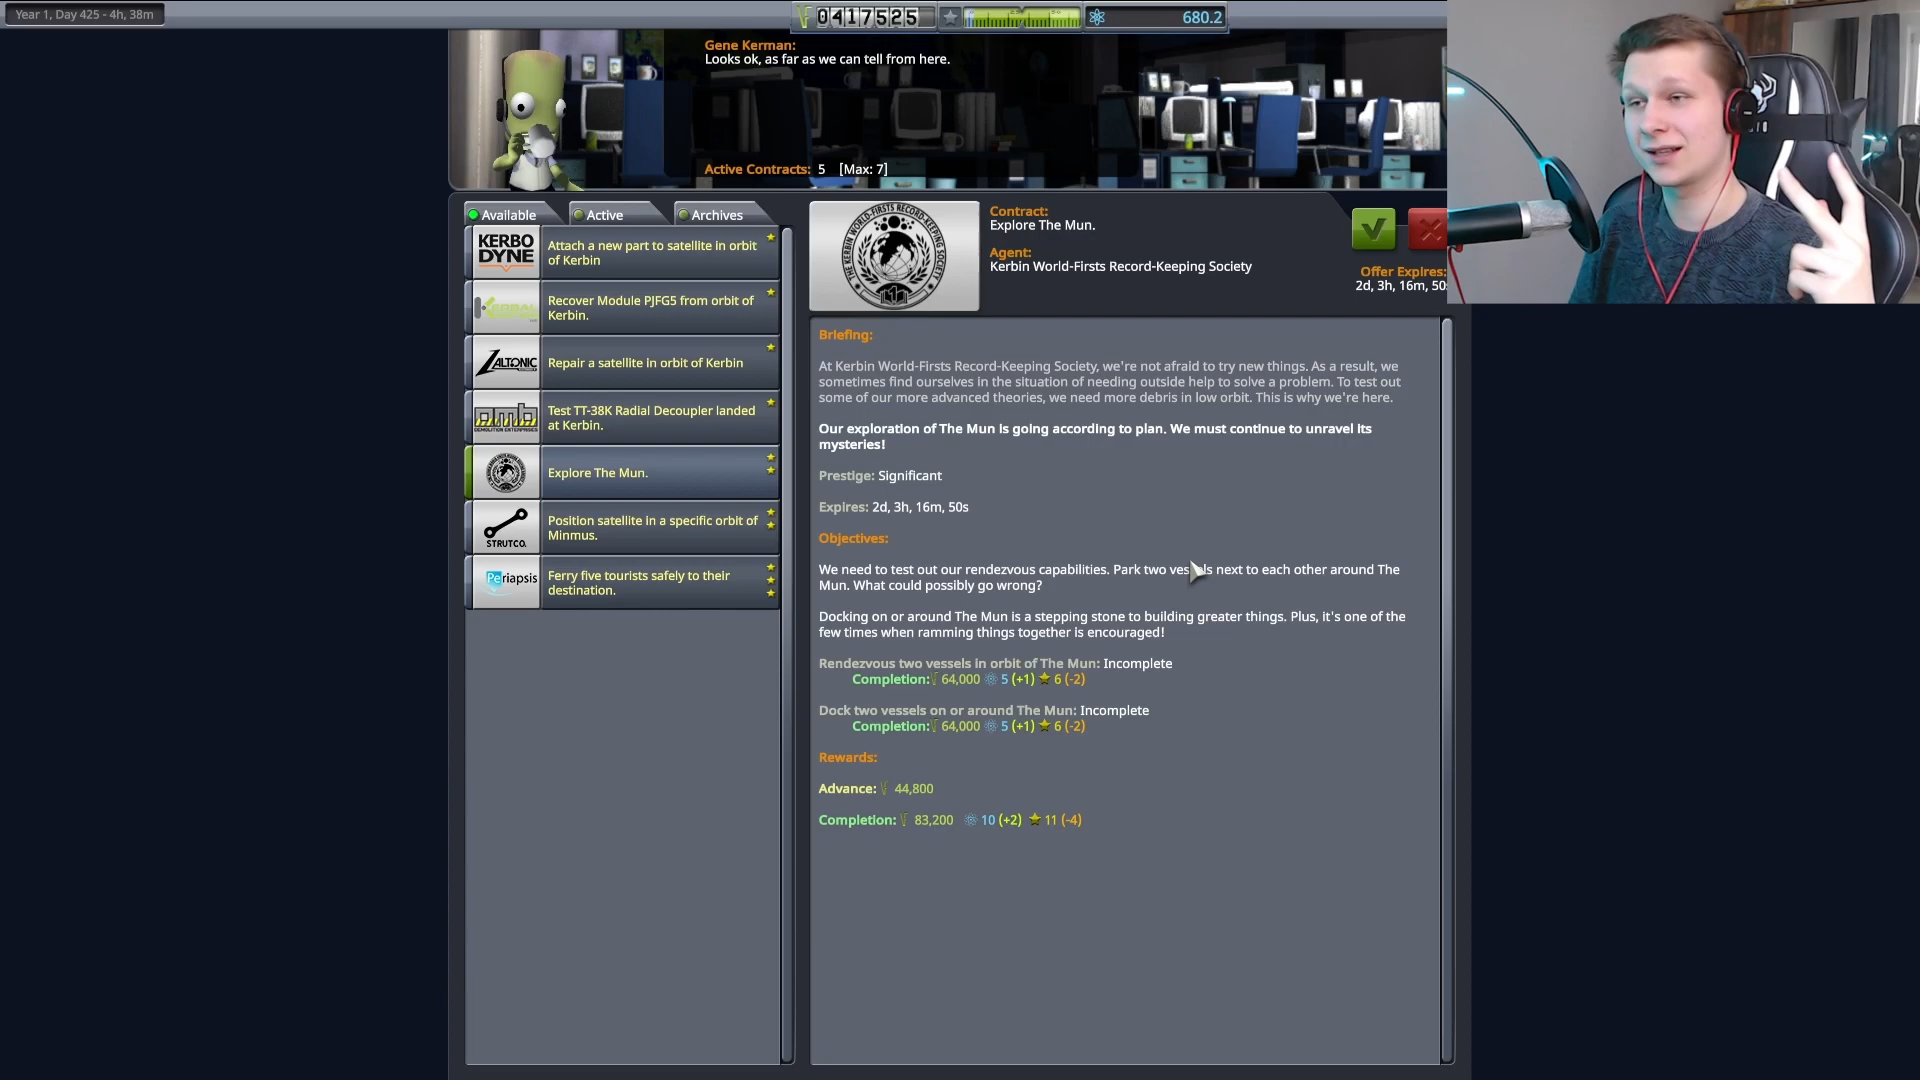 Year 1, Day 425 - 4h, 38m
0417525
680.2
Gene Kerman:
Looks ok, as far as we can tell from here.
Active Contracts: 5 [Max: 7]
Available
Active
Archives
KERBO
DYNE
Attach a new part to satellite in orbit
of Kerbin
KERBAL
Recover Module PJFG5 from orbit of
Kerbin.
ZALTONIC
Repair a satellite in orbit of Kerbin
DEMOLITION ENTERPRISES
Test TT-38K Radial Decoupler landed
at Kerbin.
Explore The Mun.
STRUTCO.
Position satellite in a specific orbit of
Minmus.
Periapsis
Ferry five tourists safely to their
destination.
THE KERBIN WORLD-FIRSTS RECORD-KEEPING SOCIETY
Contract:
Explore The Mun.
Agent:
Kerbin World-Firsts Record-Keeping Society
Offer Expires:
2d, 3h, 16m, 50s
Briefing:
At Kerbin World-Firsts Record-Keeping Society, we're not afraid to try new things. As a result, we
sometimes find ourselves in the situation of needing outside help to solve a problem. To test out
some of our more advanced theories, we need more debris in low orbit. This is why we're here.
Our exploration of The Mun is going according to plan. We must continue to unravel its
mysteries!
Prestige: Significant
Expires: 2d, 3h, 16m, 50s
Objectives:
We need to test out our rendezvous capabilities. Park two vessels next to each other around The
Mun. What could possibly go wrong?
Docking on or around The Mun is a stepping stone to building greater things. Plus, it's one of the
few times when ramming things together is encouraged!
Rendezvous two vessels in orbit of The Mun: Incomplete
Completion: 64,000 5 (+1) 6 (-2)
Dock two vessels on or around The Mun: Incomplete
Completion: 64,000 5 (+1) 6 (-2)
Rewards:
Advance: 44,800
Completion: 83,200 10 (+2) 11 (-4)